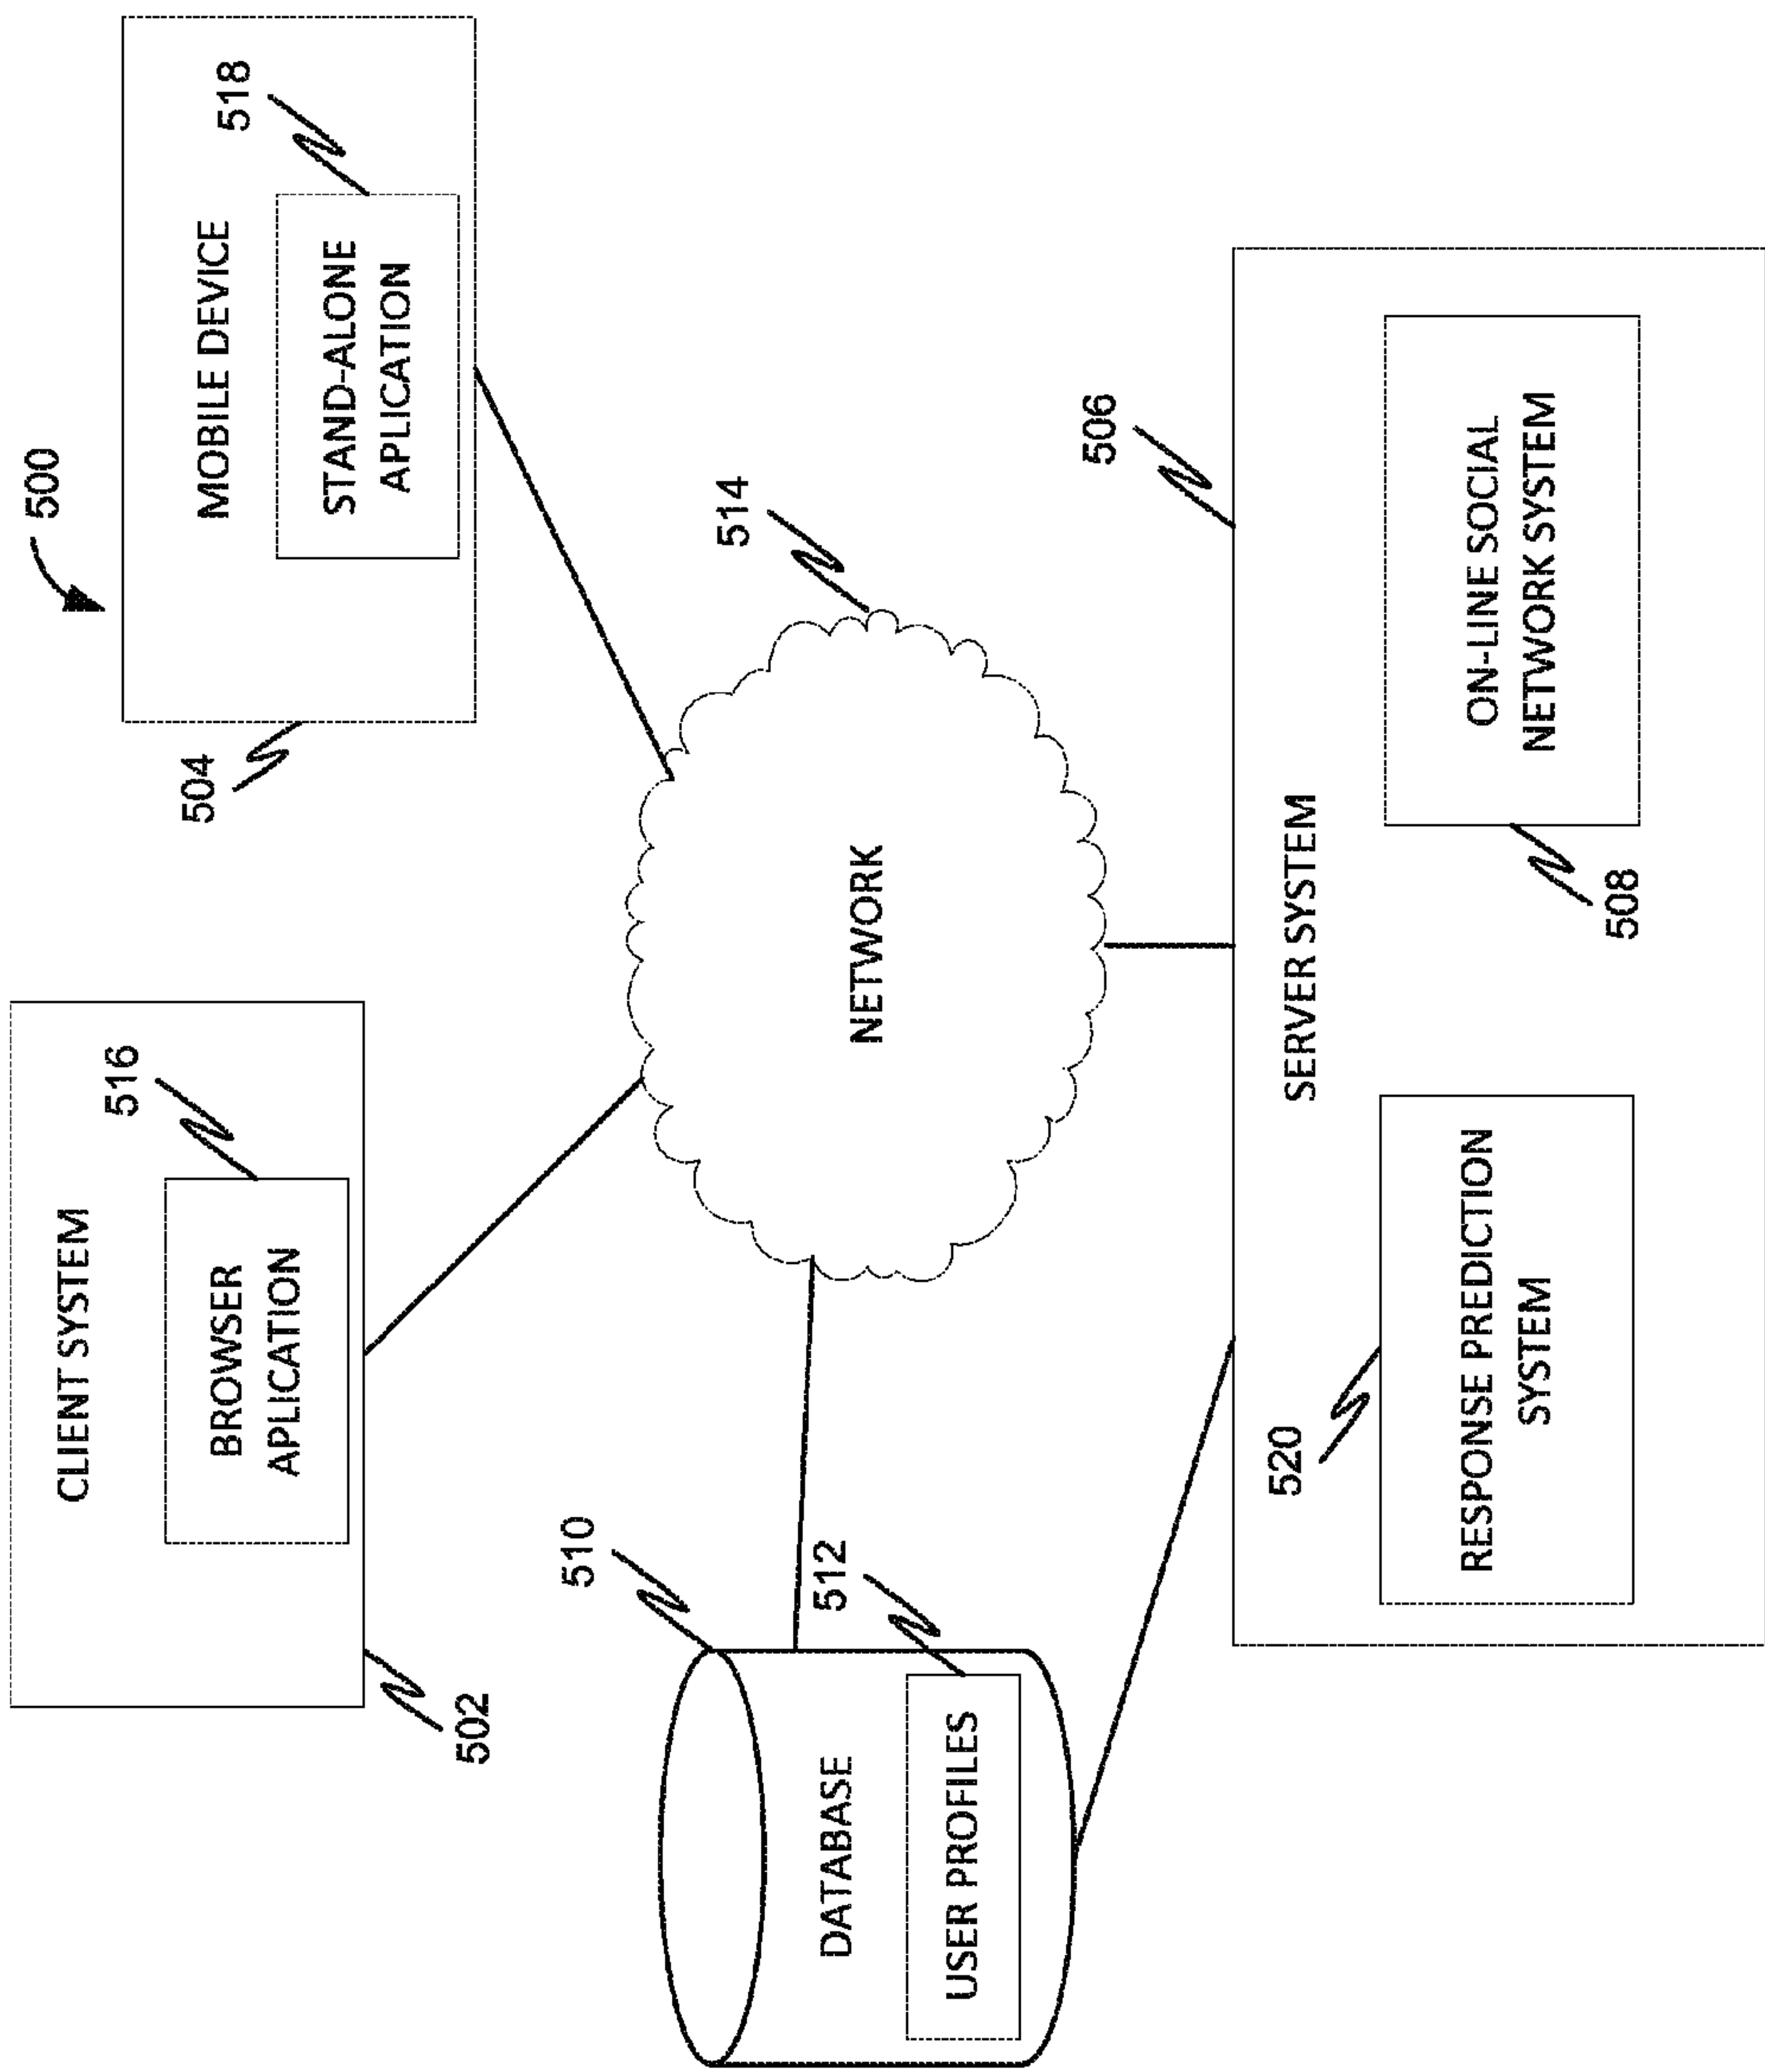 500
CLIENT SYSTEM
516
BROWSER
APLICATION
502
MOBILE DEVICE
518
STAND-ALONE
APLICATION
504
514
NETWORK
510
DATABASE
512
USER PROFILES
506
SERVER SYSTEM
520
RESPONSE PREDICTION
SYSTEM
ON-LINE SOCIAL
NETWORK SYSTEM
508